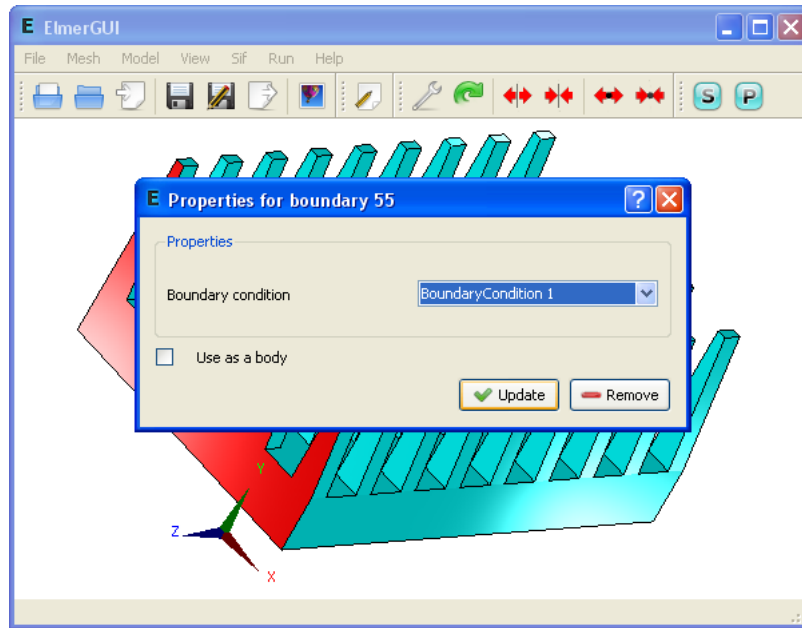 ElmerGUI
File Mesh Model View Sif Run Help
S P
Properties for boundary 55
?
Properties
Boundary condition BoundaryCondition 1
Use as a body
Update Remove
Y
Z
X